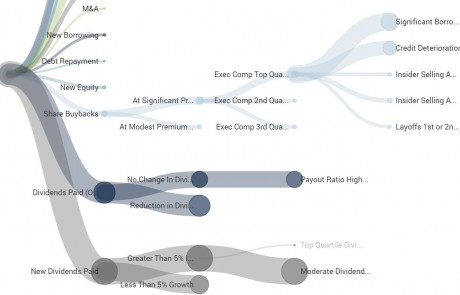 M&A
New Borrowing
Debt Repayment
New Equity
Share Buybacks
At Significant Pr...
At Modest Premium...
Exec Comp Top Qua...
Exec Comp 2nd Qua...
Exec Comp 3rd Qua...
Significant Borro...
Credit Deterioration
Insider Selling A...
Insider Selling A...
Layoffs 1st or 2n...
Dividends Paid (O...
No Change In Divi...
Reduction in Divi...
Payout Ratio High...
New Dividends Paid
Greater Than 5% I...
Less Than 5% Growth
Top Quartile Divi...
Moderate Dividend...